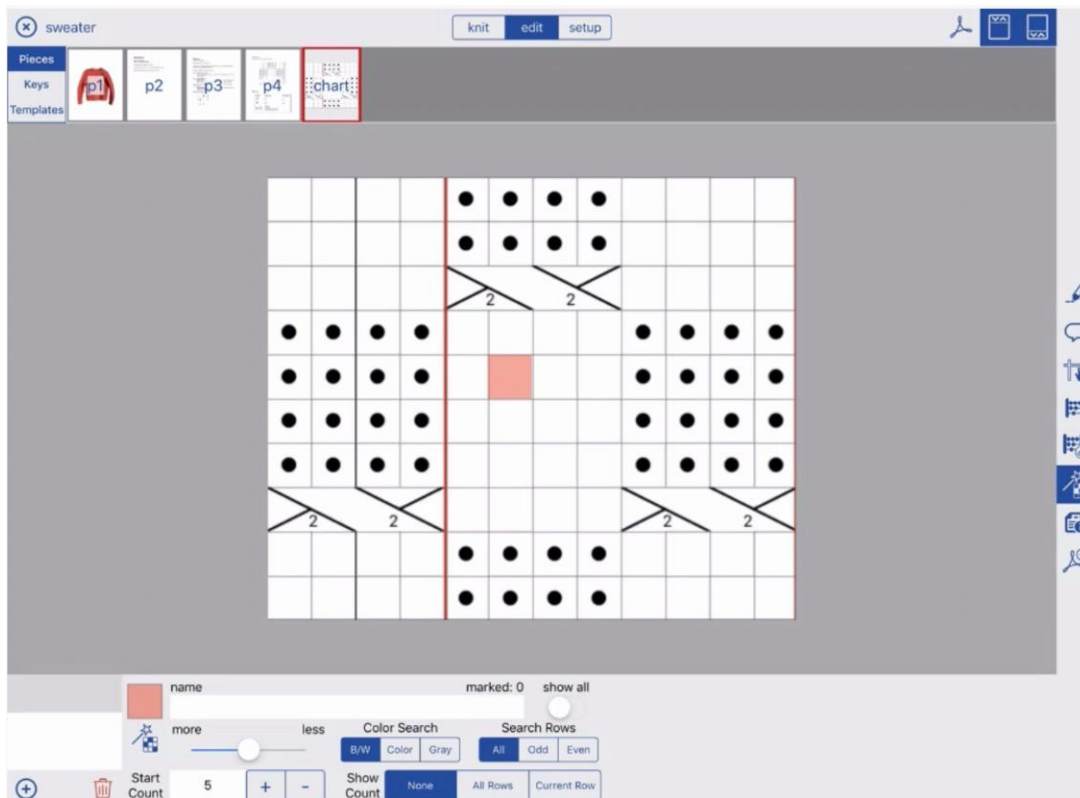 sweater
knit edit setup
Pieces
Keys
Templates
p1 p2 p3 p4 chart
2 2
2 2 2 2
name marked: 0 show all
more less Color Search Search Rows
B/W Color Gray All Odd Even
Start Count 5 + - Show Count None All Rows Current Row